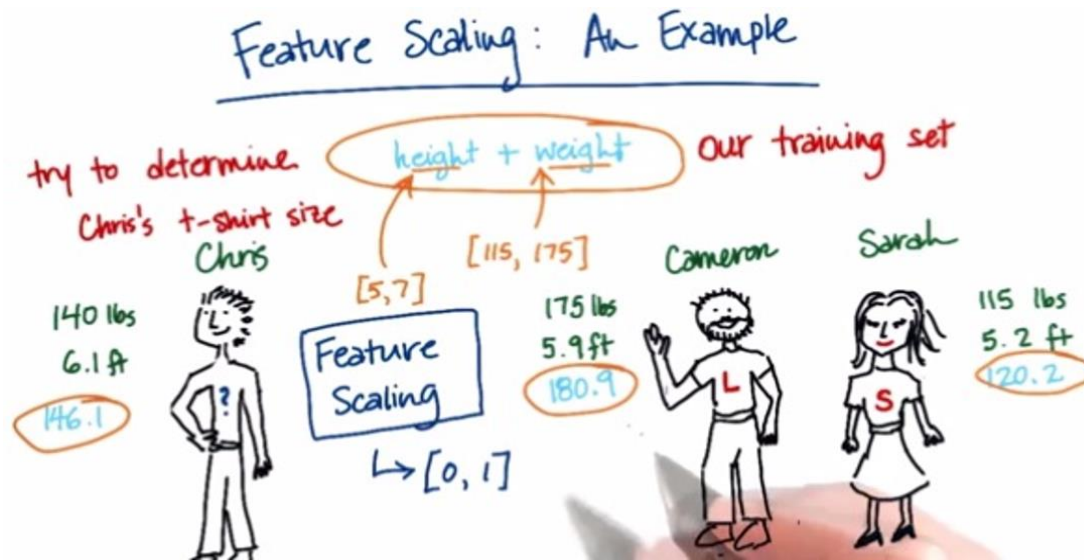 Feature Scaling: An Example
try to determine
Chris's t-shirt size
height + weight
our training set
[5,7]
[115, 175]
Chris
140 lbs
6.1 ft
146.1
?
Feature
Scaling
↳ [0, 1]
Cameron
175 lbs
5.9 ft
180.9
L
Sarah
115 lbs
5.2 ft
120.2
S